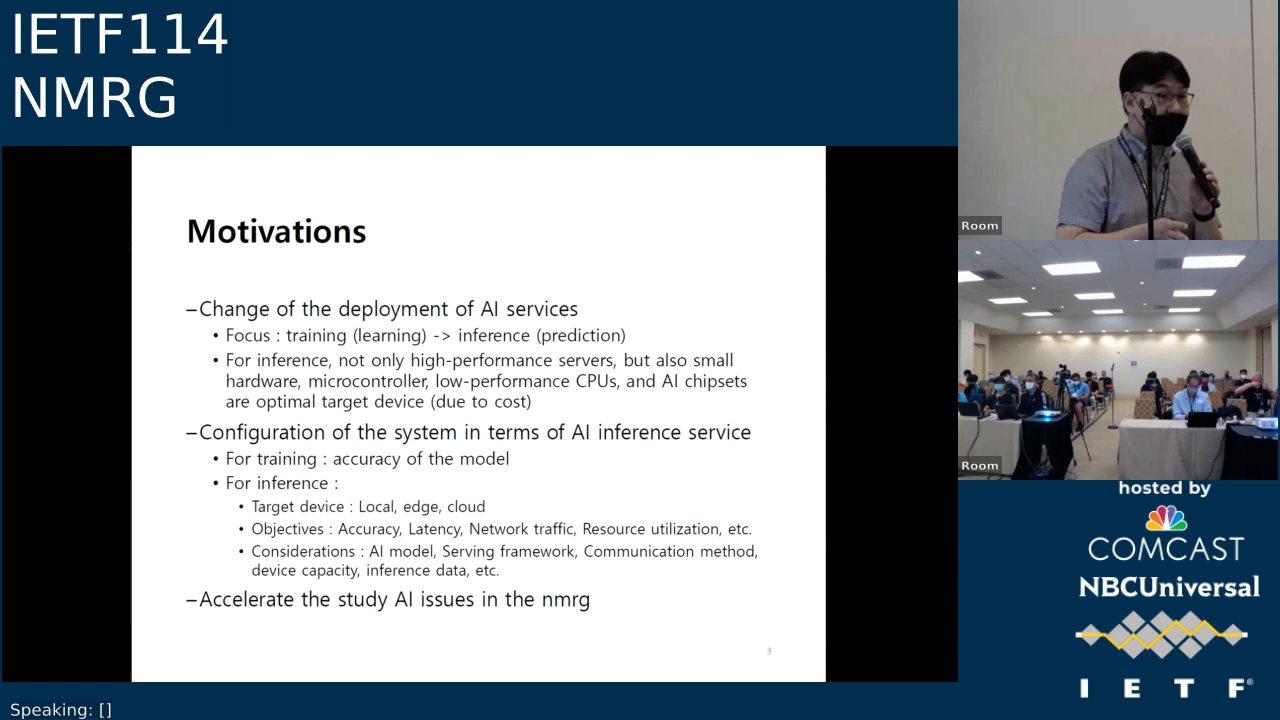 IETF114
NMRG
Motivations
–Change of the deployment of AI services
• Focus : training (learning) -> inference (prediction)
• For inference, not only high-performance servers, but also small
hardware, microcontroller, low-performance CPUs, and AI chipsets
are optimal target device (due to cost)
–Configuration of the system in terms of AI inference service
• For training : accuracy of the model
• For inference :
• Target device : Local, edge, cloud
• Objectives : Accuracy, Latency, Network traffic, Resource utilization, etc.
• Considerations : AI model, Serving framework, Communication method,
device capacity, inference data, etc.
–Accelerate the study AI issues in the nmrg
3
Room
Room
hosted by
COMCAST
NBCUniversal
I E T F®
Speaking: []